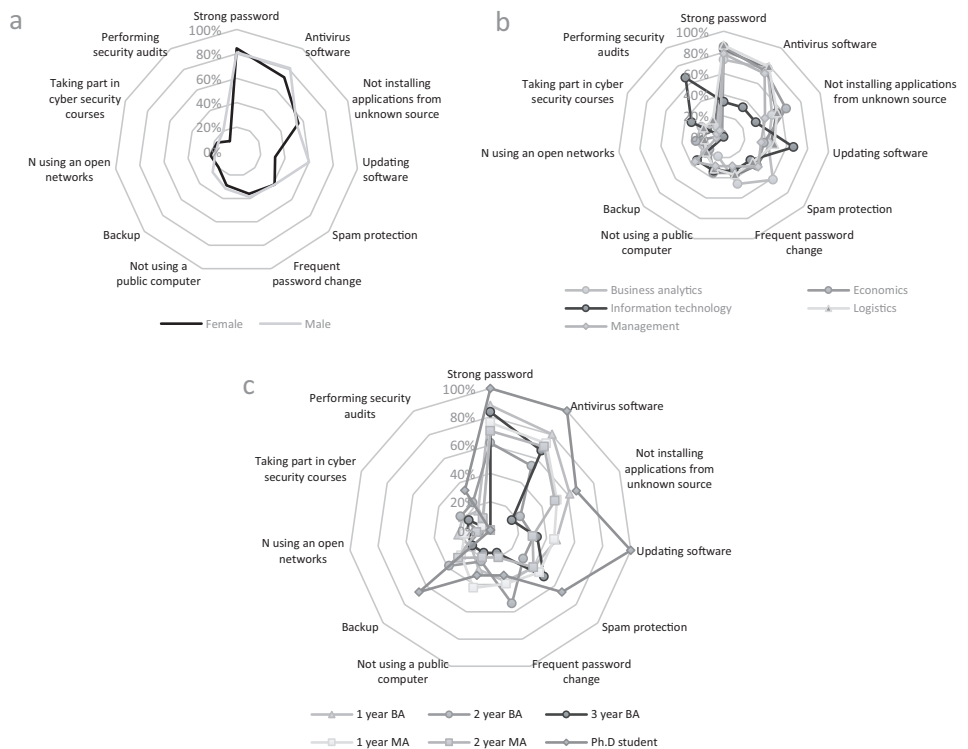 a
Strong password
100%
80%
60%
40%
20%
0%
Antivirus
software
Not installing
applications from
unknown source
Updating
software
Spam protection
Frequent
password change
Not using a
public computer
Backup
N using an open
networks
Taking part in
cyber security
courses
Performing
security audits
Female
Male
b
Strong password
100%
80%
60%
40%
20%
0%
Antivirus software
Not installing applications
from unknown source
Updating software
Spam protection
Frequent password
change
Not using a public
computer
Backup
N using an open networks
Taking part in cyber
security courses
Performing security
audits
Business analytics
Economics
Information technology
Logistics
Management
c
Strong password
100%
80%
60%
40%
20%
0%
Antivirus software
Not installing
applications from
unknown source
Updating software
Spam protection
Frequent password
change
Not using a public
computer
Backup
N using an open
networks
Taking part in cyber
security courses
Performing security
audits
1 year BA
2 year BA
3 year BA
1 year MA
2 year MA
Ph.D student